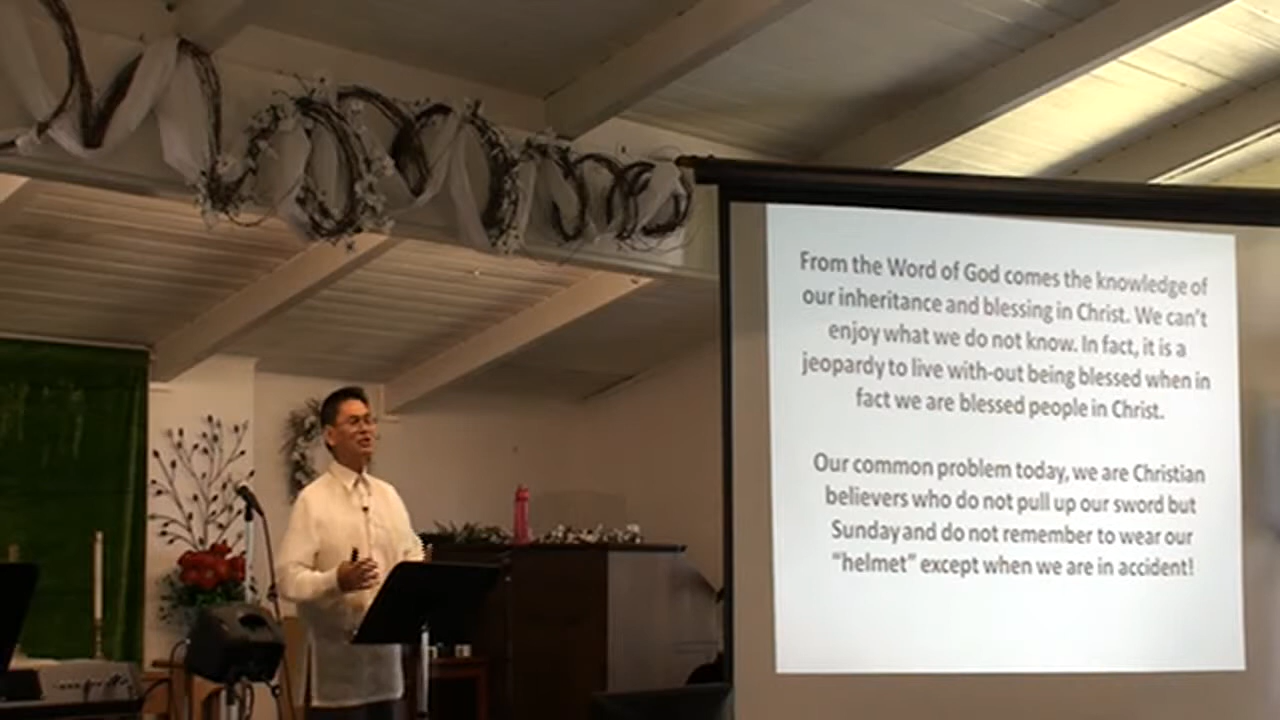 From the Word of God comes the knowledge of
our inheritance and blessing in Christ. We can't
enjoy what we do not know. In fact, it is a
jeopardy to live with-out being blessed when in
fact we are blessed people in Christ.
Our common problem today, we are Christian
believers who do not pull up our sword but
Sunday and do not remember to wear our
“helmet” except when we are in accident!